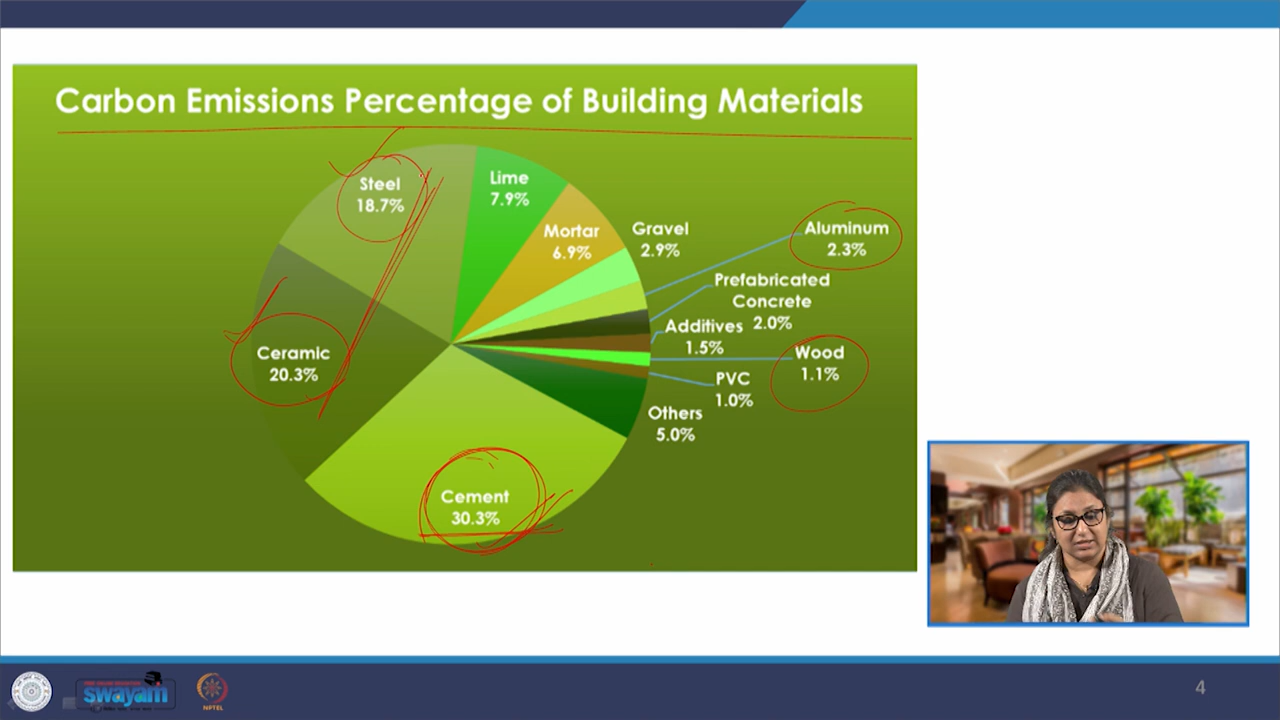 Carbon Emissions Percentage of Building Materials
Steel
18.7%
Lime
7.9%
Mortar
6.9%
Gravel
2.9%
Aluminum
2.3%
Prefabricated
Concrete
2.0%
Additives
1.5%
Wood
1.1%
PVC
1.0%
Others
5.0%
Ceramic
20.3%
Cement
30.3%
swayam
NPTEL
4